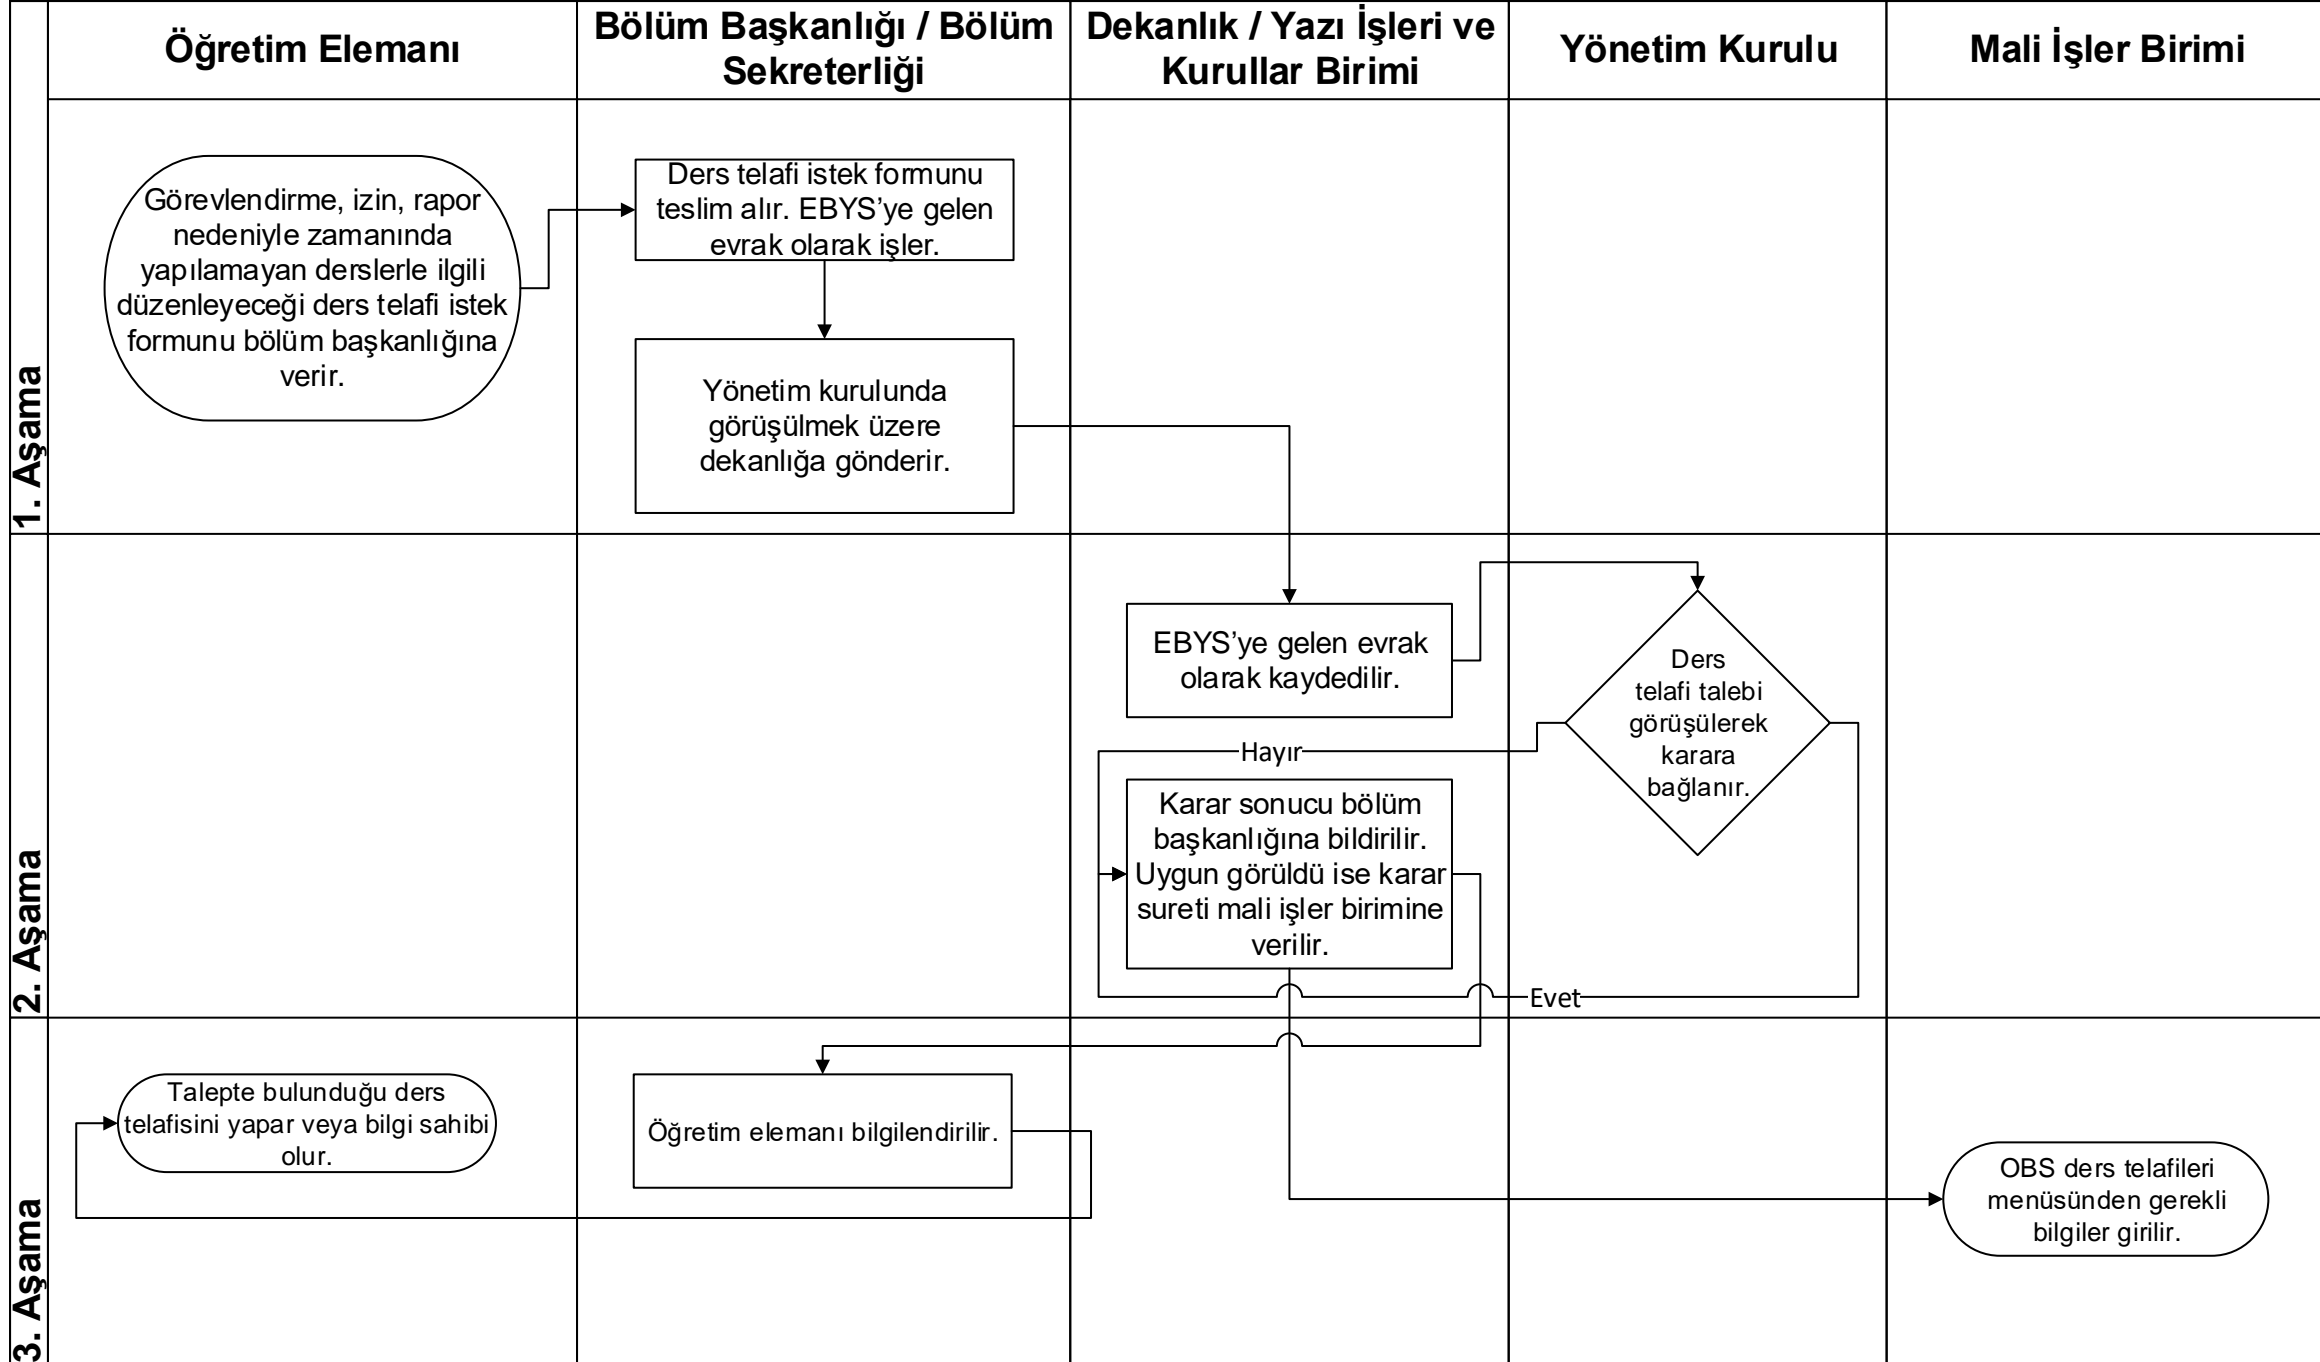 Öğretim Elemanı
Bölüm Başkanlığı / Bölüm
Sekreterliği
Dekanlık / Yazı İşleri ve
Kurullar Birimi
Yönetim Kurulu
Mali İşler Birimi
1. Aşama
Görevlendirme, izin, rapor
nedeniyle zamanında
yapılamayan derslerle ilgili
düzenleyeceği ders telafi istek
formunu bölüm başkanlığına
verir.
Ders telafi istek formunu
teslim alır. EBYS’ye gelen
evrak olarak işler.
Yönetim kurulunda
görüşülmek üzere
dekanlığa gönderir.
2. Aşama
EBYS’ye gelen evrak
olarak kaydedilir.
Ders
telafi talebi
görüşülerek
karara
bağlanır.
Hayır
Karar sonucu bölüm
başkanlığına bildirilir.
Uygun görüldü ise karar
sureti mali işler birimine
verilir.
Evet
3. Aşama
Talepte bulunduğu ders
telafisini yapar veya bilgi sahibi
olur.
Öğretim elemanı bilgilendirilir.
OBS ders telafileri
menüsünden gerekli
bilgiler girilir.